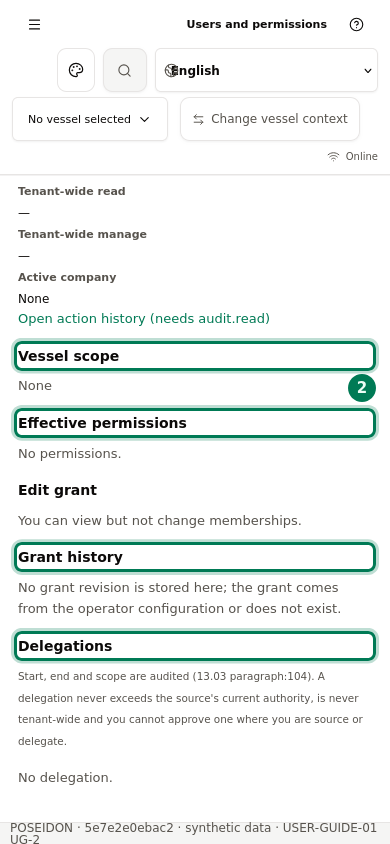 Users and permissions
English
No vessel selected
Change vessel context
Online
Tenant-wide read
—
Tenant-wide manage
—
Active company
None
Open action history (needs audit.read)
Vessel scope
None
2
Effective permissions
No permissions.
Edit grant
You can view but not change memberships.
Grant history
No grant revision is stored here; the grant comes
from the operator configuration or does not exist.
Delegations
Start, end and scope are audited (13.03 paragraph:104). A
delegation never exceeds the source's current authority, is never
tenant-wide and you cannot approve one where you are source or
delegate.
No delegation.
POSEIDON · 5e7e2e0ebac2 · synthetic data · USER-GUIDE-01
UG-2